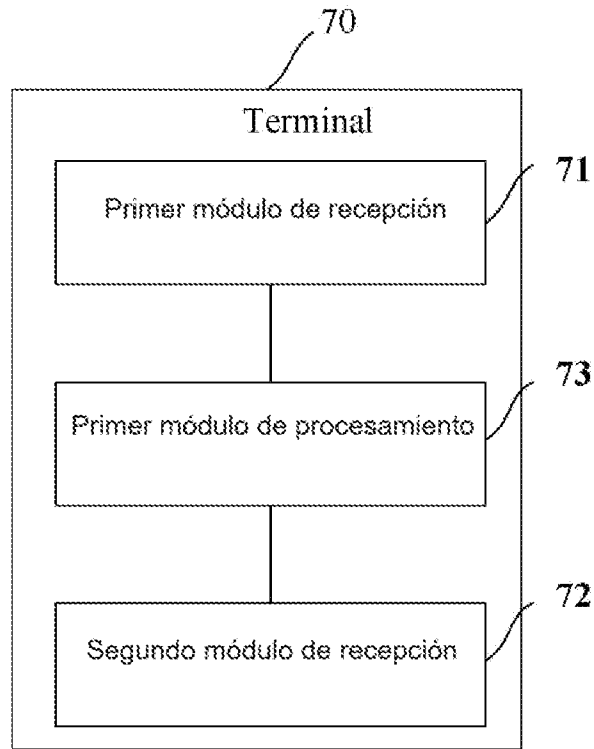 70
Terminal
71
Primer módulo de recepción
73
Primer módulo de procesamiento
72
Segundo módulo de recepción